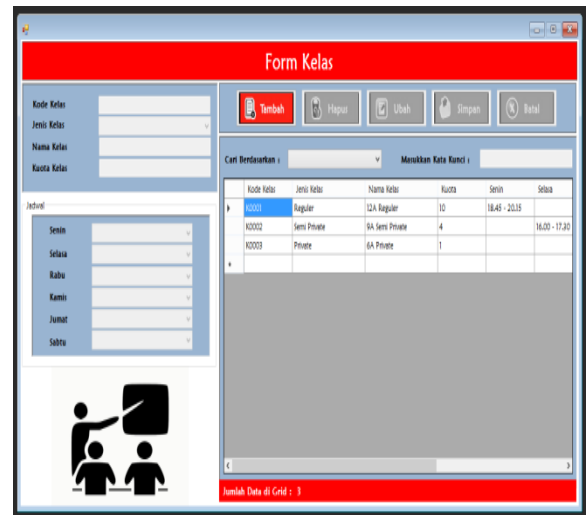 Form Kelas
Kode Kelas
Jenis Kelas
Nama Kelas
Kuota Kelas
Jadwal
Senin
Selasa
Rabu
Kamis
Jumat
Sabtu
Tambah Hapus Ubah Simpan Batal
Cari Berdasarkan : Masukkan Kata Kunci :
Kode Kelas Jenis Kelas Nama Kelas Kuota Senin Selasa
K0001 Reguler 12A Reguler 10 18.45 - 20.15
K0002 Semi Private 9A Semi Private 4 16.00 - 17.30
K0003 Private 6A Private 1
Jumlah Data di Grid : 3